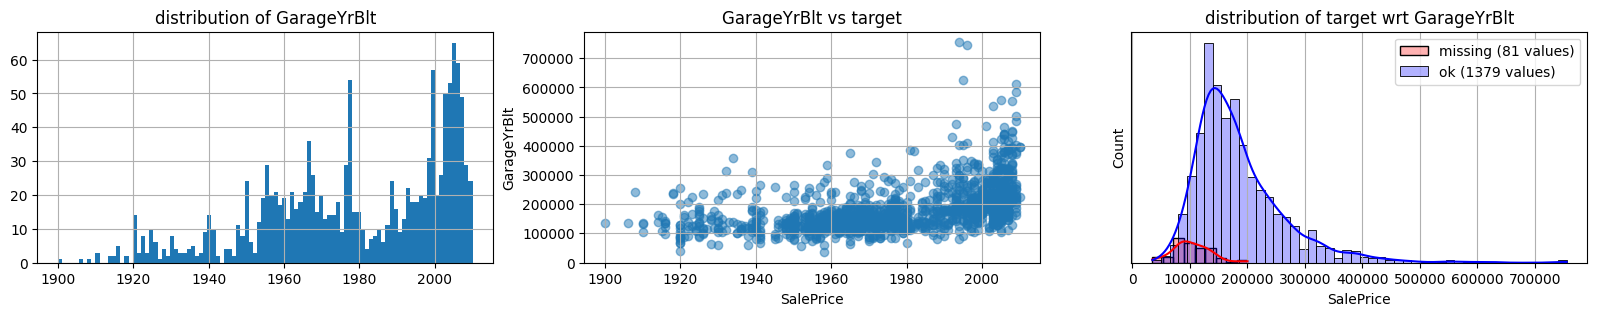 distribution of GarageYrBlt
60
50
40
30
20
10
0
1900 1920 1940 1960 1980 2000
GarageYrBlt vs target
GarageYrBlt
700000
600000
500000
400000
300000
200000
100000
0
1900 1920 1940 1960 1980 2000
SalePrice
distribution of target wrt GarageYrBlt
missing (81 values)
ok (1379 values)
Count
0 100000 200000 300000 400000 500000 600000 700000
SalePrice